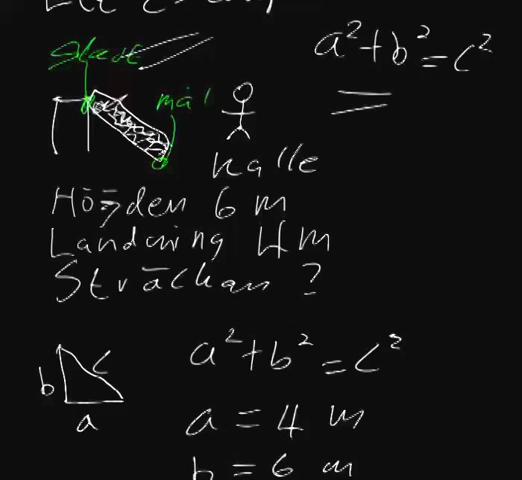 a²+b²=c²
start
mål
Kalle
Höjden 6 m
Landning 4 m
Sträckan ?
b
c
a
a²+b²=c²
a = 4 m
b = 6 m